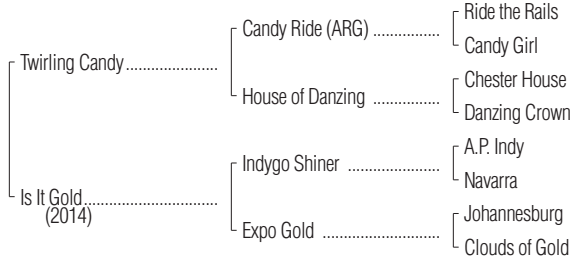 Ride the Rails
Candy Ride (ARG) ................
Candy Girl
Twirling Candy ......................
Chester House
House of Danzing ................
Danzing Crown
A.P. Indy
Indygo Shiner ......................
Navarra
Is It Gold ................................
(2014)
Johannesburg
Expo Gold ............................
Clouds of Gold